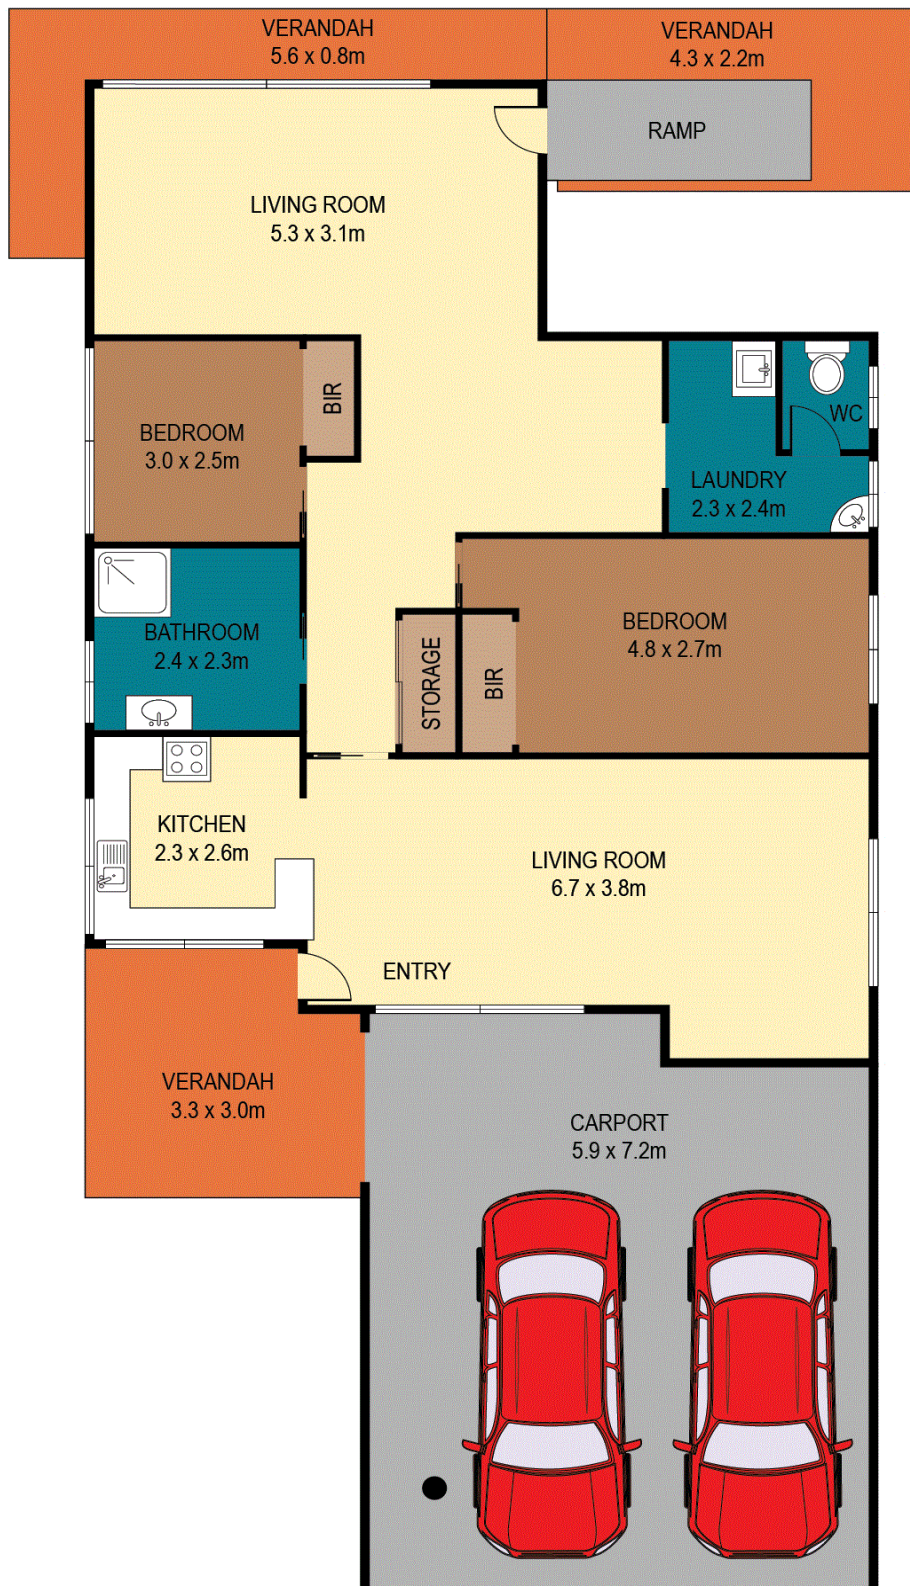 VERANDAH
5.6 x 0.8m
VERANDAH
4.3 x 2.2m
RAMP
LIVING ROOM
5.3 x 3.1m
BIR
BEDROOM
3.0 x 2.5m
WC
LAUNDRY
2.3 x 2.4m
BATHROOM
2.4 x 2.3m
STORAGE
BIR
BEDROOM
4.8 x 2.7m
KITCHEN
2.3 x 2.6m
LIVING ROOM
6.7 x 3.8m
ENTRY
VERANDAH
3.3 x 3.0m
CARPORT
5.9 x 7.2m